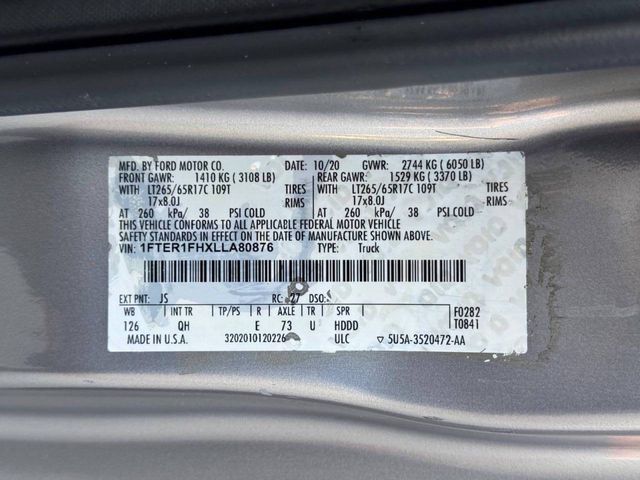 MFD. BY FORD MOTOR CO. DATE: 10/20 GVWR: 2744 KG ( 6050 LB)
FRONT GAWR: 1410 KG ( 3108 LB) REAR GAWR: 1529 KG ( 3370 LB)
WITH LT265/65R17C 109T TIRES WITH LT265/65R17C 109T TIRES
17x8.0J RIMS 17x8.0J RIMS
AT 260 kPa/ 38 PSI COLD AT 260 kPa/ 38 PSI COLD
THIS VEHICLE CONFORMS TO ALL APPLICABLE FEDERAL MOTOR VEHICLE
SAFETY STANDARDS IN EFFECT ON THE DATE OF MANUFACTURE SHOWN ABOVE.
VIN: 1FTER1FHXLLA80876 TYPE: Truck
EXT PNT: JS RC: 27 DSO:
WB INT TR TP/PS R AXLE TR SPR F0282
126 QH E 73 U HDDD T0841
MADE IN U.S.A. 3202010120226 ULC ▽ 5U5A-3520472-AA